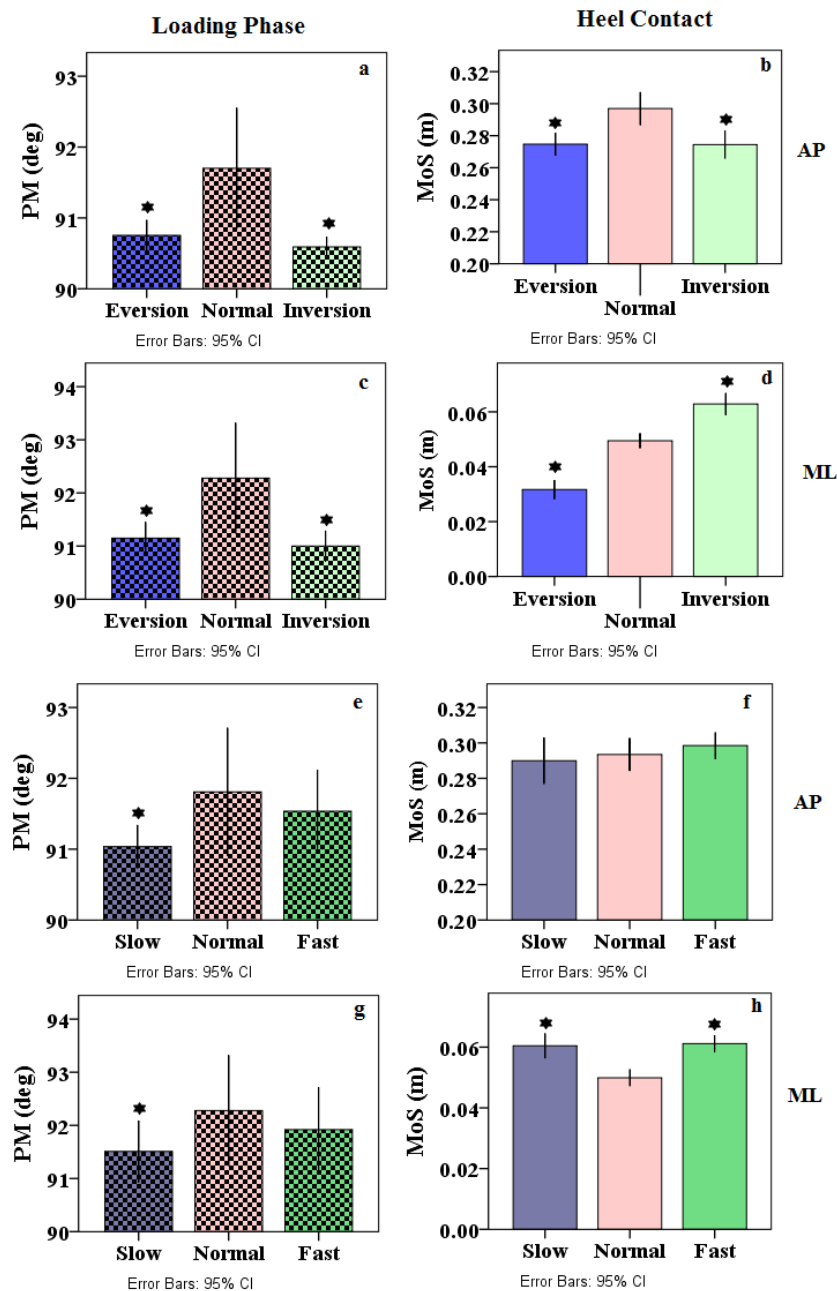 Loading Phase
Heel Contact
a
93
92
91
90
PM (deg)
Eversion Normal Inversion
Error Bars: 95% CI
b
0.32
0.30
0.28
0.26
0.24
0.22
0.20
MoS (m)
Eversion Inversion
Normal
Error Bars: 95% CI
AP
c
94
93
92
91
90
PM (deg)
Eversion Normal Inversion
Error Bars: 95% CI
d
0.06
0.04
0.02
0.00
MoS (m)
Eversion Inversion
Normal
Error Bars: 95% CI
ML
e
93
92
91
90
PM (deg)
Slow Normal Fast
Error Bars: 95% CI
f
0.32
0.30
0.28
0.26
0.24
0.22
0.20
MoS (m)
Slow Normal Fast
Error Bars: 95% CI
AP
g
94
93
92
91
90
PM (deg)
Slow Normal Fast
Error Bars: 95% CI
h
0.06
0.04
0.02
0.00
MoS (m)
Slow Normal Fast
Error Bars: 95% CI
ML